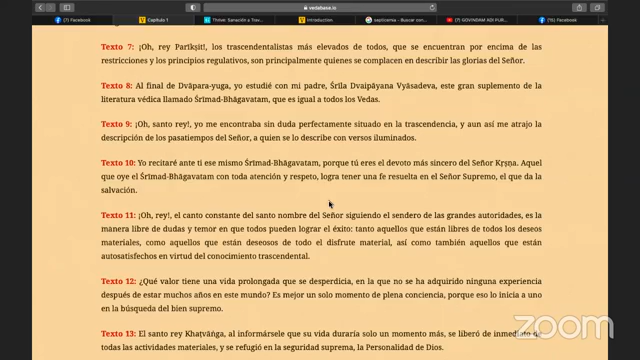 vedabase.io
(7) Facebook
Capítulo 1
Thrive: Sanación a Trav...
Introducción
septicemia - Buscar con...
GOVINDAM ADI PUR...
(7) Facebook
Texto 7: ¡Oh, rey Parīkṣit!, los trascendentalistas más elevados de todos, que se encuentran por encima de las
restricciones y los principios regulativos, son principalmente quienes se complacen en describir las glorias del Señor.
Texto 8: Al final de Dvāpara-yuga, yo estudié con mi padre, Śrīla Dvaipāyana Vyāsadeva, este gran suplemento de la
literatura védica llamado Śrīmad-Bhāgavatam, que es igual a todos los Vedas.
Texto 9: ¡Oh, santo rey!, yo me encontraba sin duda perfectamente situado en la trascendencia, y aun así me atrajo la
descripción de los pasatiempos del Señor, a quien se lo describe con versos iluminados.
Texto 10: Yo recitaré ante ti ese mismo Śrīmad-Bhāgavatam, porque tú eres el devoto más sincero del Señor Kṛṣṇa. Aquel
que oye el Śrīmad-Bhāgavatam con toda atención y respeto, logra tener una fe resuelta en el Señor Supremo, el que da la
salvación.
Texto 11: ¡Oh, rey!, el canto constante del santo nombre del Señor siguiendo el sendero de las grandes autoridades, es la
manera libre de dudas y temor en que todos pueden lograr el éxito: tanto aquellos que están libres de todos los deseos
materiales, como aquellos que están deseosos de todo el disfrute material, así como también aquellos que están
autosatisfechos en virtud del conocimiento trascendental.
Texto 12: ¿Qué valor tiene una vida prolongada que se desperdicia, en la que no se ha adquirido ninguna experiencia
después de estar muchos años en este mundo? Es mejor un solo momento de plena conciencia, porque eso lo inicia a uno
en la búsqueda del bien supremo.
Texto 13: El santo rey Khaṭvāṅga, al informársele que su vida duraría solo un momento más, se liberó de inmediato de
todas las actividades materiales, y se refugió en la seguridad suprema, la Personalidad de Dios.
zoom